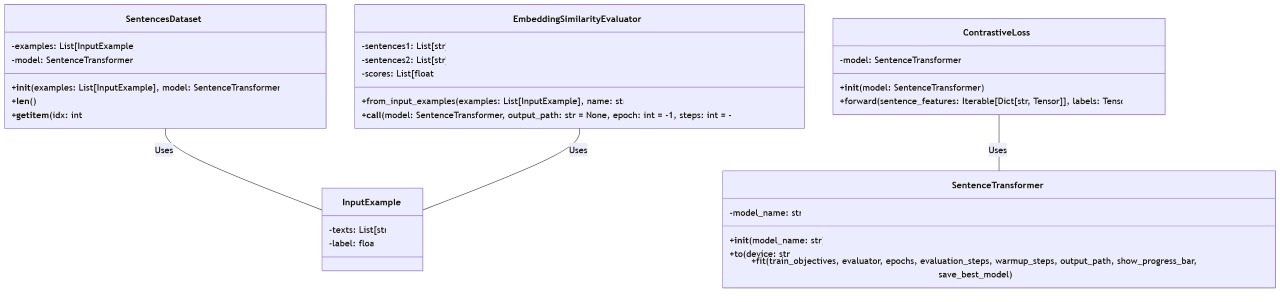 SentencesDataset
-examples: List[InputExample
-model: SentenceTransformer
+init(examples: List[InputExample], model: SentenceTransformer
+len()
+getitem(idx: int
EmbeddingSimilarityEvaluator
-sentences1: List[str
-sentences2: List[str
-scores: List[float
+from_input_examples(examples: List[InputExample], name: st
+call(model: SentenceTransformer, output_path: str = None, epoch: int = -1, steps: int = -
ContrastiveLoss
-model: SentenceTransformer
+init(model: SentenceTransformer)
+forward(sentence_features: Iterable[Dict[str, Tensor]], labels: Tens
Uses
Uses
Uses
InputExample
-texts: List[st
-label: floa
SentenceTransformer
-model_name: str
+init(model_name: str
+to(device: str
+fit(train_objectives, evaluator, epochs, evaluation_steps, warmup_steps, output_path, show_progress_bar,
save_best_model)